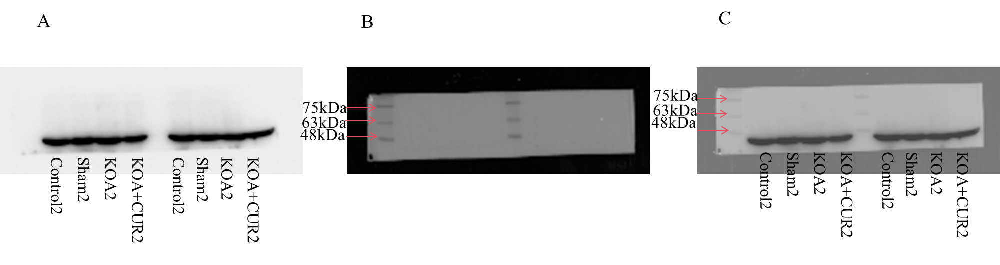 A
B
C
75kDa
63kDa
48kDa
75kDa
63kDa
48kDa
Control2
Sham2
KOA2
KOA+CUR2
Control2
Sham2
KOA2
KOA+CUR2
Control2
Sham2
KOA2
KOA+CUR2
Control2
Sham2
KOA2
KOA+CUR2